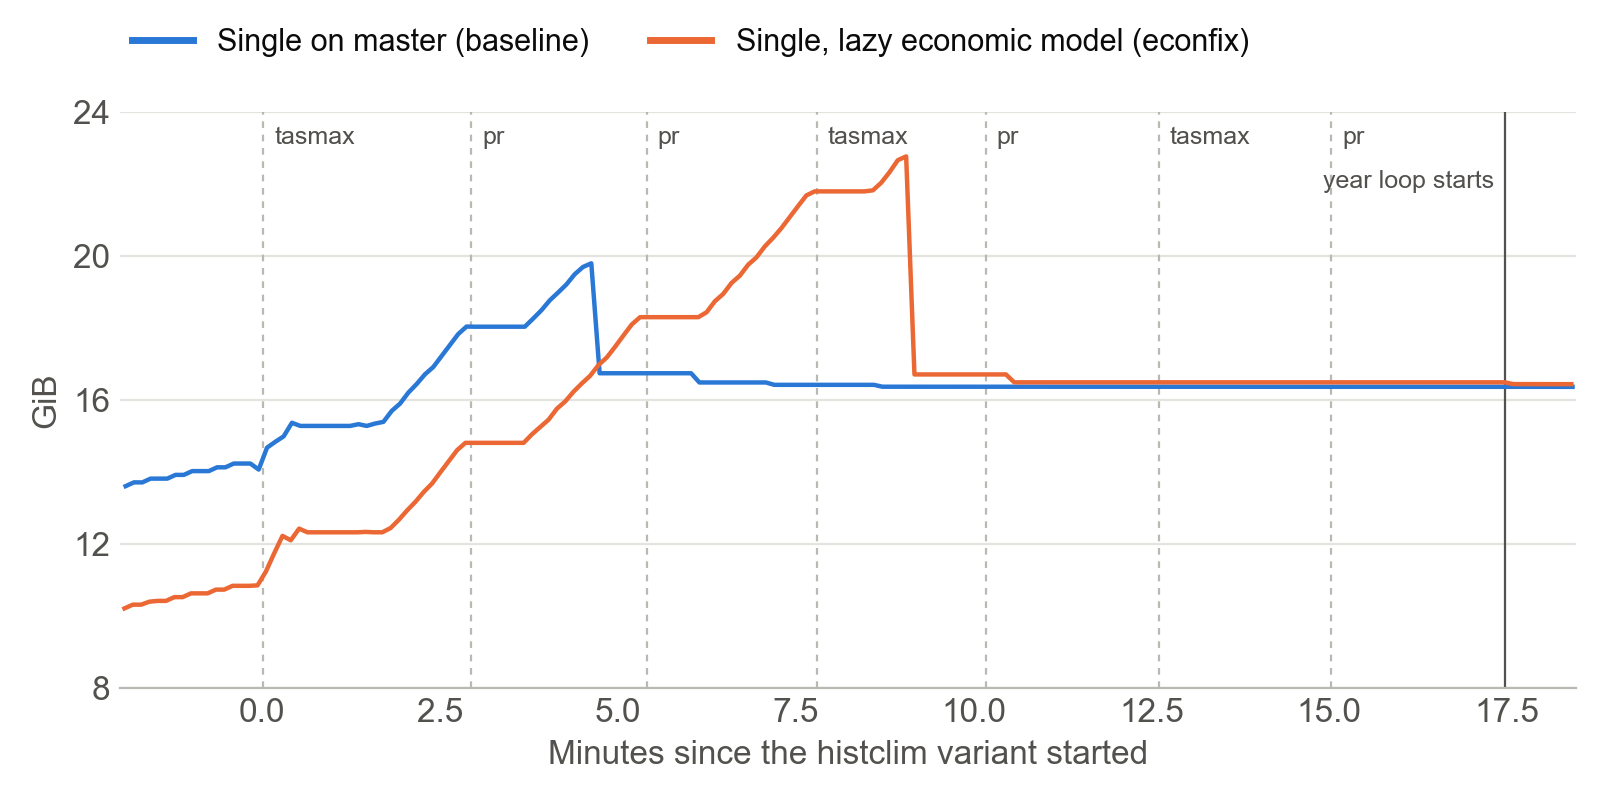 Single on master (baseline) Single, lazy economic model (econfix)
24
tasmax pr pr tasmax pr tasmax pr
year loop starts
20
16
12
8
GiB
0.0 2.5 5.0 7.5 10.0 12.5 15.0 17.5
Minutes since the histclim variant started